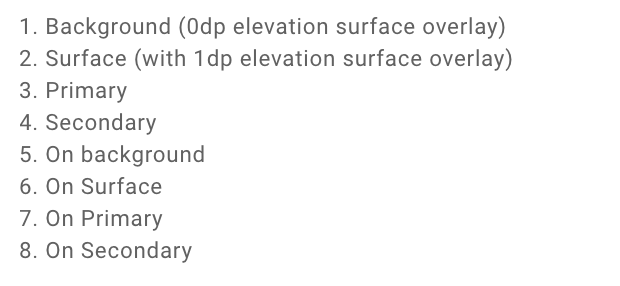 1. Background (0dp elevation surface overlay)
2. Surface (with 1dp elevation surface overlay)
3. Primary
4. Secondary
5. On background
6. On Surface
7. On Primary
8. On Secondary